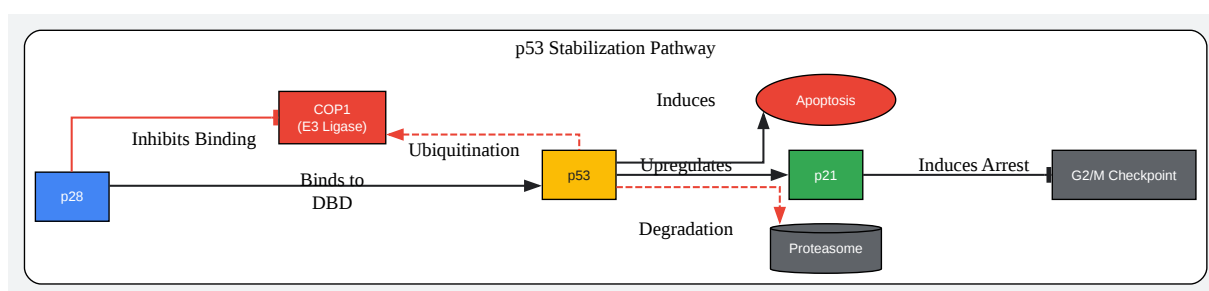 p53 Stabilization Pathway
COP1
(E3 Ligase)
Inhibits Binding
Ubiquitination
p28
Binds to
DBD
p53
Induces
Apoptosis
Upregulates
p21
Induces Arrest
G2/M Checkpoint
Degradation
Proteasome